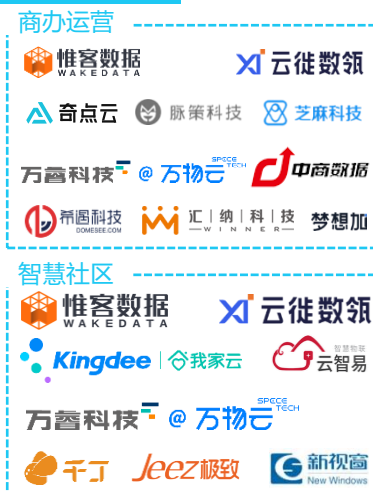 商办运营
惟客数据
WAKEDATA
云徙数瓴
奇点云
脉策科技
芝麻科技
万睿科技
@
万物云
SPACE
TECH
中商数据
希遇科技
DOMESEE.COM
汇|纳|科|技
WINNER
梦想加
智慧社区
惟客数据
WAKEDATA
云徙数瓴
Kingdee
我家云
智慧物联
云智易
万睿科技
@
万物云
SPACE
TECH
千丁
Jeez极致
新视窗
New Windows